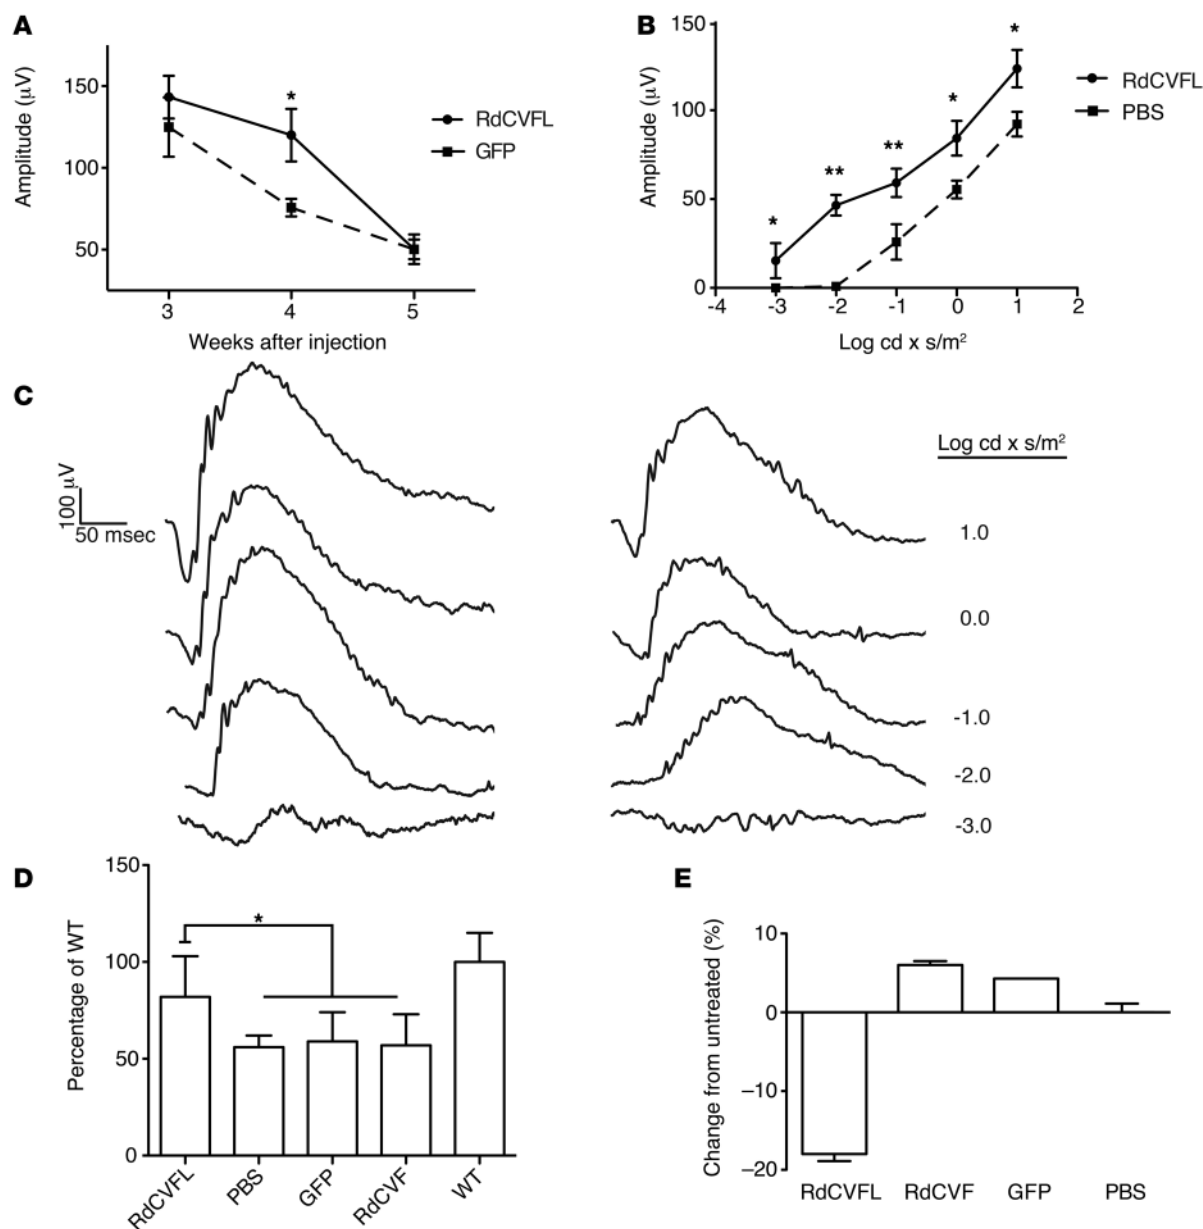 A
Amplitude (µV)
150
100
50
3
4
5
Weeks after injection
*
RdCVFL
GFP
B
Amplitude (µV)
150
100
50
0
-4
-3
-2
-1
0
1
2
Log cd x s/m²
*
**
**
*
*
RdCVFL
PBS
C
100 µV
50 msec
Log cd x s/m²
1.0
0.0
-1.0
-2.0
-3.0
D
Percentage of WT
150
100
50
0
*
RdCVFL
PBS
GFP
RdCVF
WT
E
Change from untreated (%)
10
0
–10
–20
RdCVFL
RdCVF
GFP
PBS